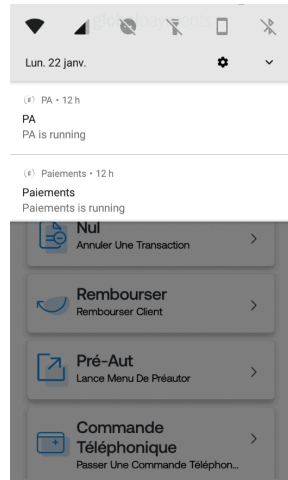 globalpayments
Lun. 22 janv.
PA • 12 h
PA
PA is running
Paiements • 12 h
Paiements
Paiements is running
Nul
Annuler Une Transaction
Rembourser
Rembourser Client
Pré-Aut
Lance Menu De Préautor
Commande
Téléphonique
Passer Une Commande Téléphon...